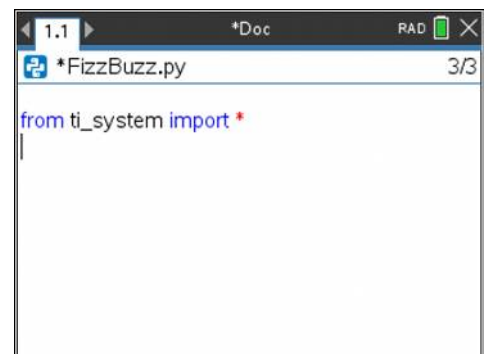 1.1 *Doc RAD
*FizzBuzz.py 3/3
from ti_system import *